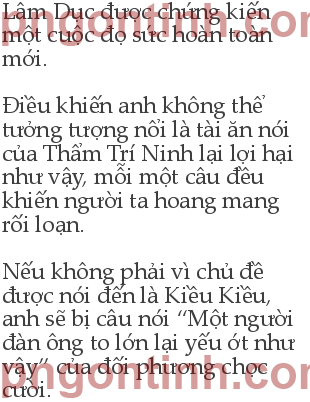 Lâm Dục được chứng kiến
một cuộc đọ sức hoàn toàn
mới.
Điều khiến anh không thể
tưởng tượng nổi là tài ăn nói
của Thẩm Trí Ninh lại lợi hại
như vậy, mỗi một câu đều
khiến người ta hoang mang
rối loạn.
Nếu không phải vì chủ đề
được nói đến là Kiều Kiều,
anh sẽ bị câu nói “Một người
đàn ông to lớn lại yếu ớt như
vậy” của đối phương chọc
cười.
pngontinh.com
pngontinh.com